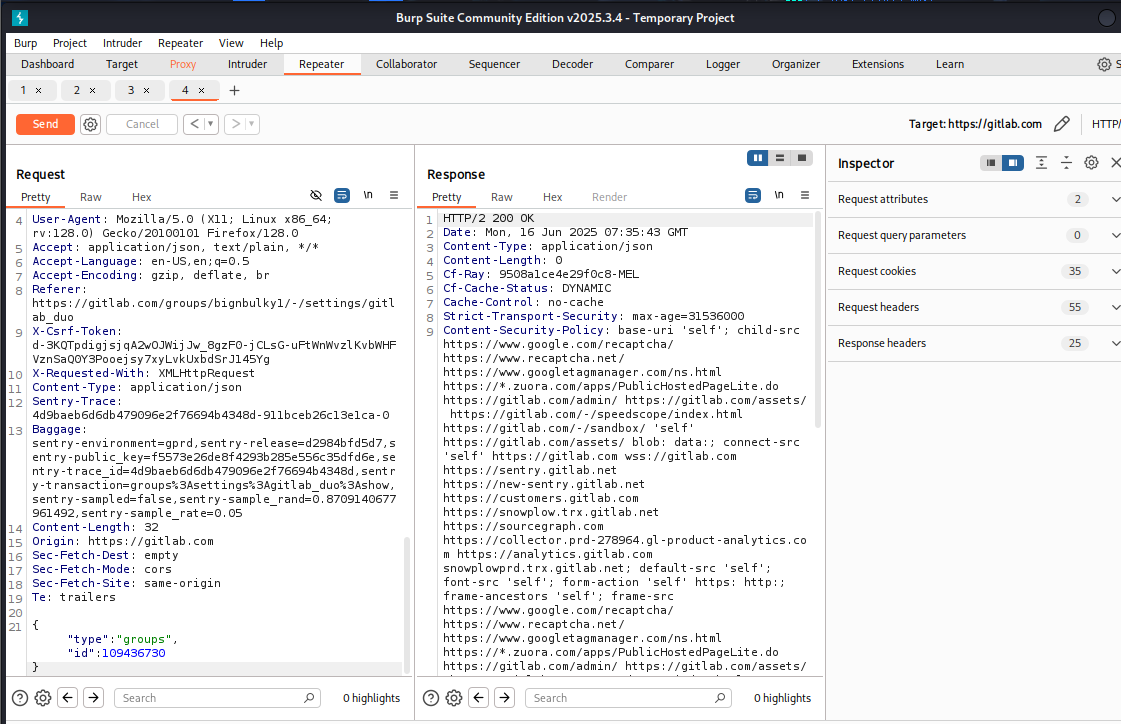 Burp Suite Community Edition v2025.3.4 - Temporary Project
Burp Project Intruder Repeater View Help
Dashboard Target Proxy Intruder Repeater Collaborator Sequencer Decoder Comparer Logger Organizer Extensions Learn
1 × 2 × 3 × 4 × +
Send Cancel < > Target: https://gitlab.com HTTP/
Request
Pretty Raw Hex \n
4 User-Agent: Mozilla/5.0 (X11; Linux x86_64;
rv:128.0) Gecko/20100101 Firefox/128.0
5 Accept: application/json, text/plain, */*
6 Accept-Language: en-US,en;q=0.5
7 Accept-Encoding: gzip, deflate, br
8 Referer:
https://gitlab.com/groups/bignbulky1/-/settings/gitl
ab_duo
9 X-Csrf-Token:
d-3KQTpdigjsjqA2wOJWijJw_8gzF0-jCLsG-uFtWnWvzlKvbWHF
VznSaQ0Y3Pooejsy7xyLvkUxbdSrJ145Yg
10 X-Requested-With: XMLHttpRequest
11 Content-Type: application/json
12 Sentry-Trace:
4d9baeb6d6db479096e2f76694b4348d-911bceb26c13e1ca-0
13 Baggage:
sentry-environment=gprd,sentry-release=d2984bfd5d7,s
entry-public_key=f5573e26de8f4293b285e556c35dfd6e,se
ntry-trace_id=4d9baeb6d6db479096e2f76694b4348d,sentr
y-transaction=groups%3Asettings%3Agitlab_duo%3Ashow,
sentry-sampled=false,sentry-sample_rand=0.8709140677
961492,sentry-sample_rate=0.05
14 Content-Length: 32
15 Origin: https://gitlab.com
16 Sec-Fetch-Dest: empty
17 Sec-Fetch-Mode: cors
18 Sec-Fetch-Site: same-origin
19 Te: trailers
20
21 {
"type":"groups",
"id":109436730
}
? Search 0 highlights
Response
Pretty Raw Hex Render \n
1 HTTP/2 200 OK
2 Date: Mon, 16 Jun 2025 07:35:43 GMT
3 Content-Type: application/json
4 Content-Length: 0
5 Cf-Ray: 9508a1ce4e29f0c8-MEL
6 Cf-Cache-Status: DYNAMIC
7 Cache-Control: no-cache
8 Strict-Transport-Security: max-age=31536000
9 Content-Security-Policy: base-uri 'self'; child-src
https://www.google.com/recaptcha/
https://www.recaptcha.net/
https://www.googletagmanager.com/ns.html
https://*.zuora.com/apps/PublicHostedPageLite.do
https://gitlab.com/admin/ https://gitlab.com/assets/
https://gitlab.com/-/speedscope/index.html
https://gitlab.com/-/sandbox/ 'self'
https://gitlab.com/assets/ blob: data:; connect-src
'self' https://gitlab.com wss://gitlab.com
https://sentry.gitlab.net
https://new-sentry.gitlab.net
https://customers.gitlab.com
https://snowplow.trx.gitlab.net
https://sourcegraph.com
https://collector.prd-278964.gl-product-analytics.co
m https://analytics.gitlab.com
snowplowprd.trx.gitlab.net; default-src 'self';
font-src 'self'; form-action 'self' https: http:;
frame-ancestors 'self'; frame-src
https://www.google.com/recaptcha/
https://www.recaptcha.net/
https://www.googletagmanager.com/ns.html
https://*.zuora.com/apps/PublicHostedPageLite.do
https://gitlab.com/admin/ https://gitlab.com/assets/
? Search 0 highlights
Inspector
Request attributes 2
Request query parameters 0
Request cookies 35
Request headers 55
Response headers 25